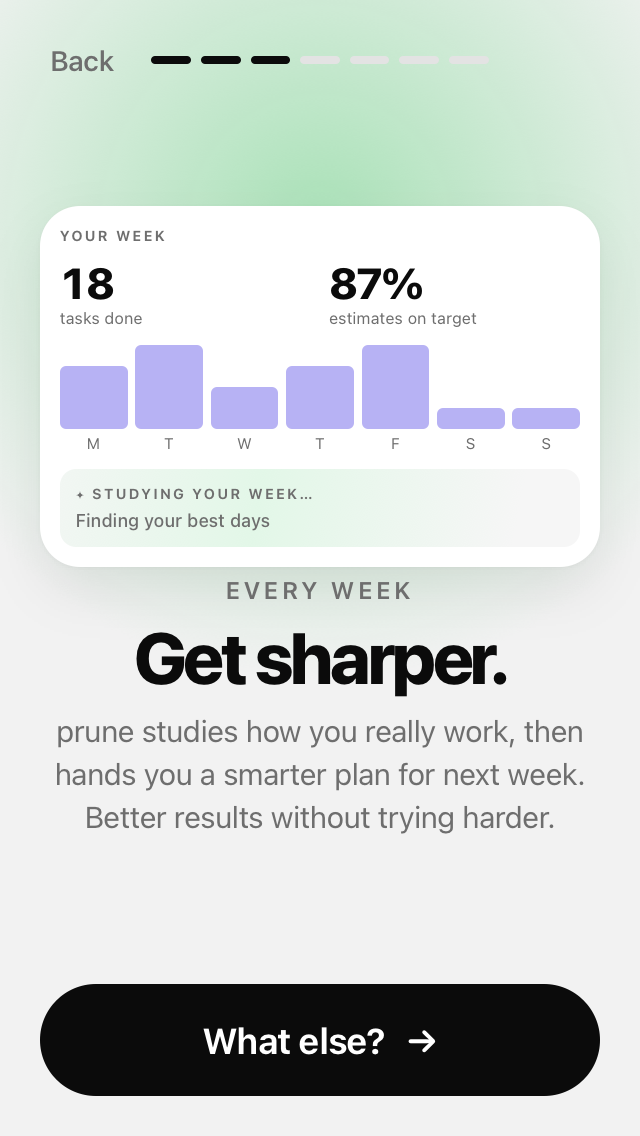 Back
YOUR WEEK
18
87%
tasks done
estimates on target
M T W T F S S
✦ STUDYING YOUR WEEK…
Finding your best days
EVERY WEEK
Get sharper.
prune studies how you really work, then
hands you a smarter plan for next week.
Better results without trying harder.
What else? →